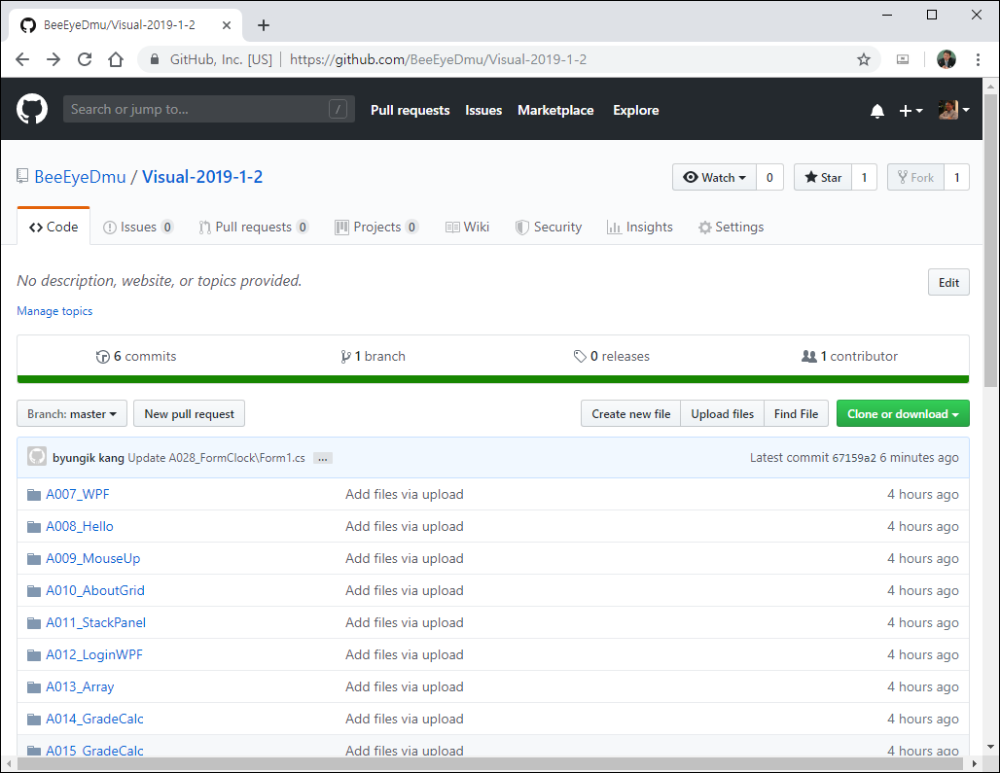 BeeEyeDmu/Visual-2019-1-2
GitHub, Inc. [US] | https://github.com/BeeEyeDmu/Visual-2019-1-2
Search or jump to... / Pull requests Issues Marketplace Explore
BeeEyeDmu / Visual-2019-1-2 Watch 0 Star 1 Fork 1
Code Issues 0 Pull requests 0 Projects 0 Wiki Security Insights Settings
No description, website, or topics provided. Edit
Manage topics
6 commits 1 branch 0 releases 1 contributor
Branch: master New pull request Create new file Upload files Find File Clone or download
byungik kang Update A028_FormClock\Form1.cs ... Latest commit 67159a2 6 minutes ago
A007_WPF Add files via upload 4 hours ago
A008_Hello Add files via upload 4 hours ago
A009_MouseUp Add files via upload 4 hours ago
A010_AboutGrid Add files via upload 4 hours ago
A011_StackPanel Add files via upload 4 hours ago
A012_LoginWPF Add files via upload 4 hours ago
A013_Array Add files via upload 4 hours ago
A014_GradeCalc Add files via upload 4 hours ago
A015_GradeCalc Add files via upload 4 hours ago